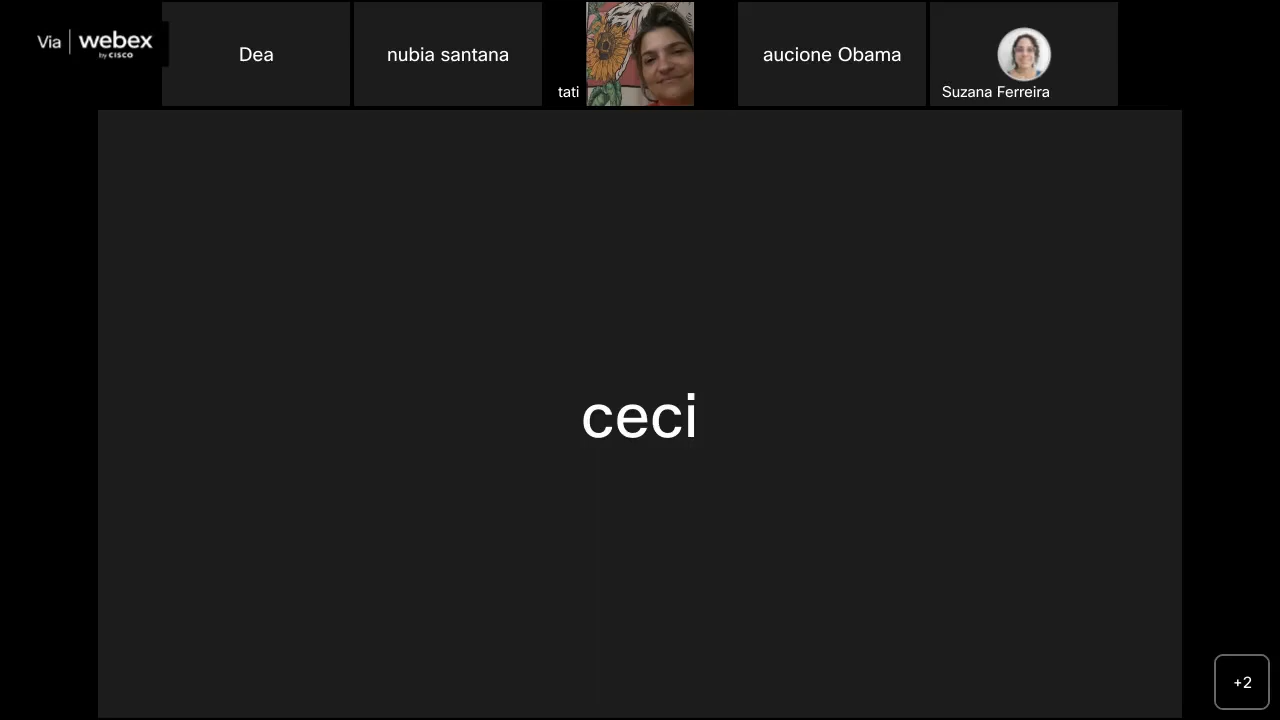 Via | webex
by CISCO
Dea
nubia santana
tati
aucione Obama
Suzana Ferreira
ceci
+2